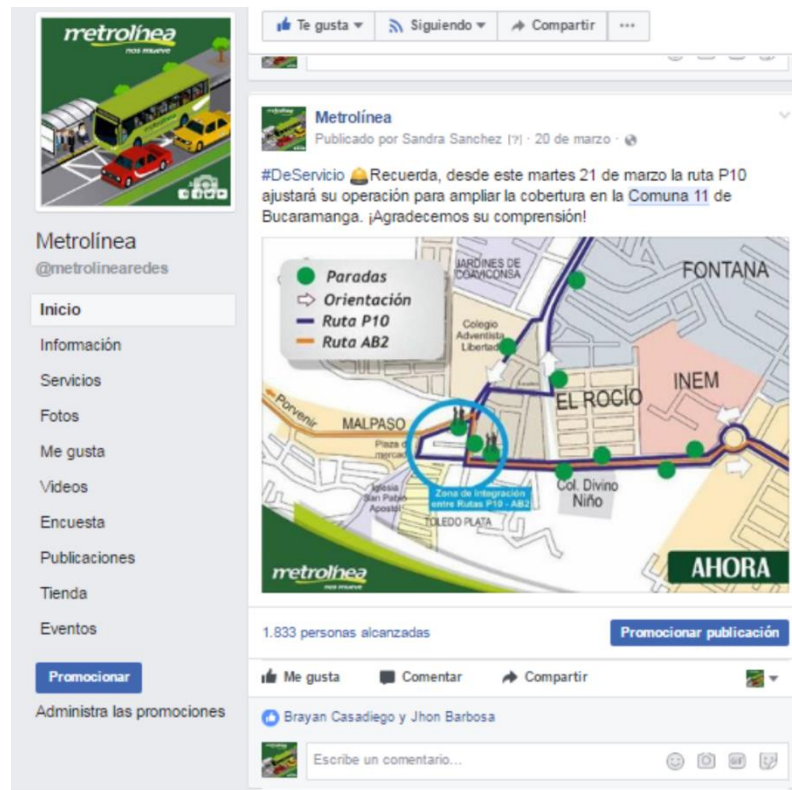 metrolínea
nos mueve
Te gusta
Siguiendo
Compartir
Metrolínea
@metrolinearedes
Inicio
Información
Servicios
Fotos
Me gusta
Videos
Encuesta
Publicaciones
Tienda
Eventos
Promocionar
Administra las promociones
Metrolínea
Publicado por Sandra Sanchez [?] · 20 de marzo ·
#DeServicio Recuerda, desde este martes 21 de marzo la ruta P10
ajustará su operación para ampliar la cobertura en la Comuna 11 de
Bucaramanga. ¡Agradecemos su comprensión!
Paradas
Orientación
Ruta P10
Ruta AB2
JARDINES DE
COAVICONSA
FONTANA
Colegio
Adventista
Libertad
EL ROCÍO
INEM
Porvenir
MALPASO
Plaza de
mercado
Iglesia
San Pablo
Apostol
Zona de Integración
entre Rutas P10 - AB2
Col. Divino
Niño
TOLEDO PLATA
metrolínea
nos mueve
AHORA
1.833 personas alcanzadas
Promocionar publicación
Me gusta
Comentar
Compartir
Brayan Casadiego y Jhon Barbosa
Escribe un comentario...
GIF